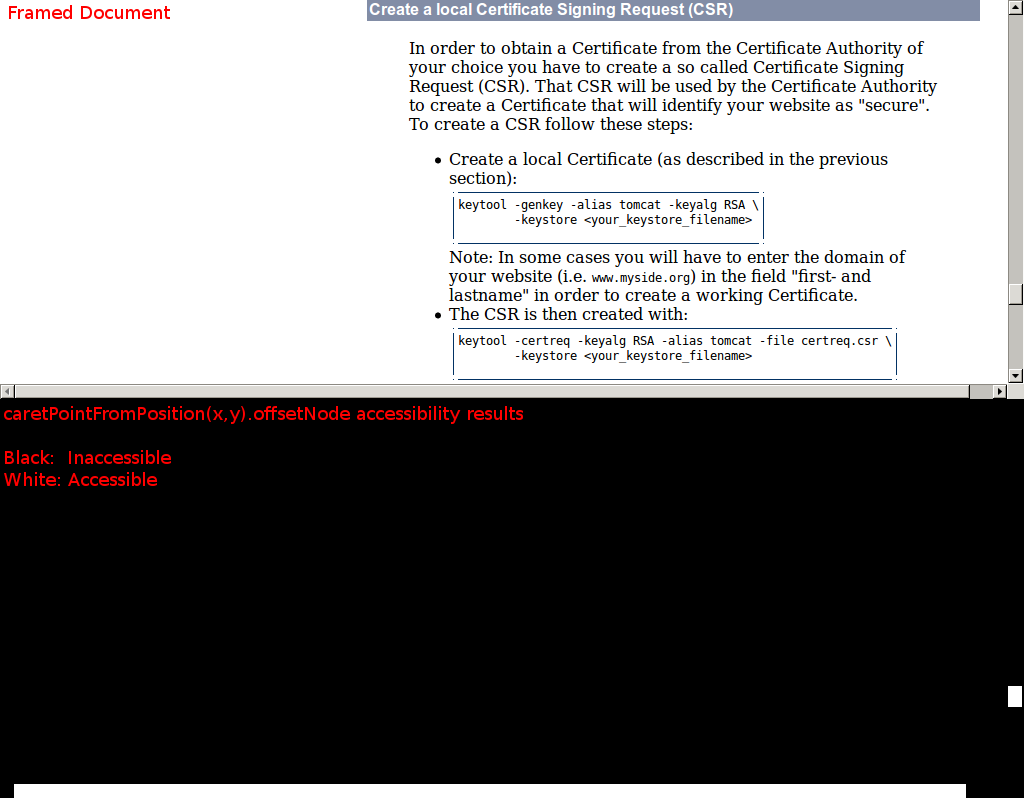 Framed Document
Create a local Certificate Signing Request (CSR)
In order to obtain a Certificate from the Certificate Authority of
your choice you have to create a so called Certificate Signing
Request (CSR). That CSR will be used by the Certificate Authority
to create a Certificate that will identify your website as "secure".
To create a CSR follow these steps:
• Create a local Certificate (as described in the previous
section):
keytool -genkey -alias tomcat -keyalg RSA \
-keystore <your_keystore_filename>
Note: In some cases you will have to enter the domain of
your website (i.e. www.myside.org) in the field "first- and
lastname" in order to create a working Certificate.
• The CSR is then created with:
keytool -certreq -keyalg RSA -alias tomcat -file certreq.csr \
-keystore <your_keystore_filename>
caretPointFromPosition(x,y).offsetNode accessibility results
Black: Inaccessible
White: Accessible